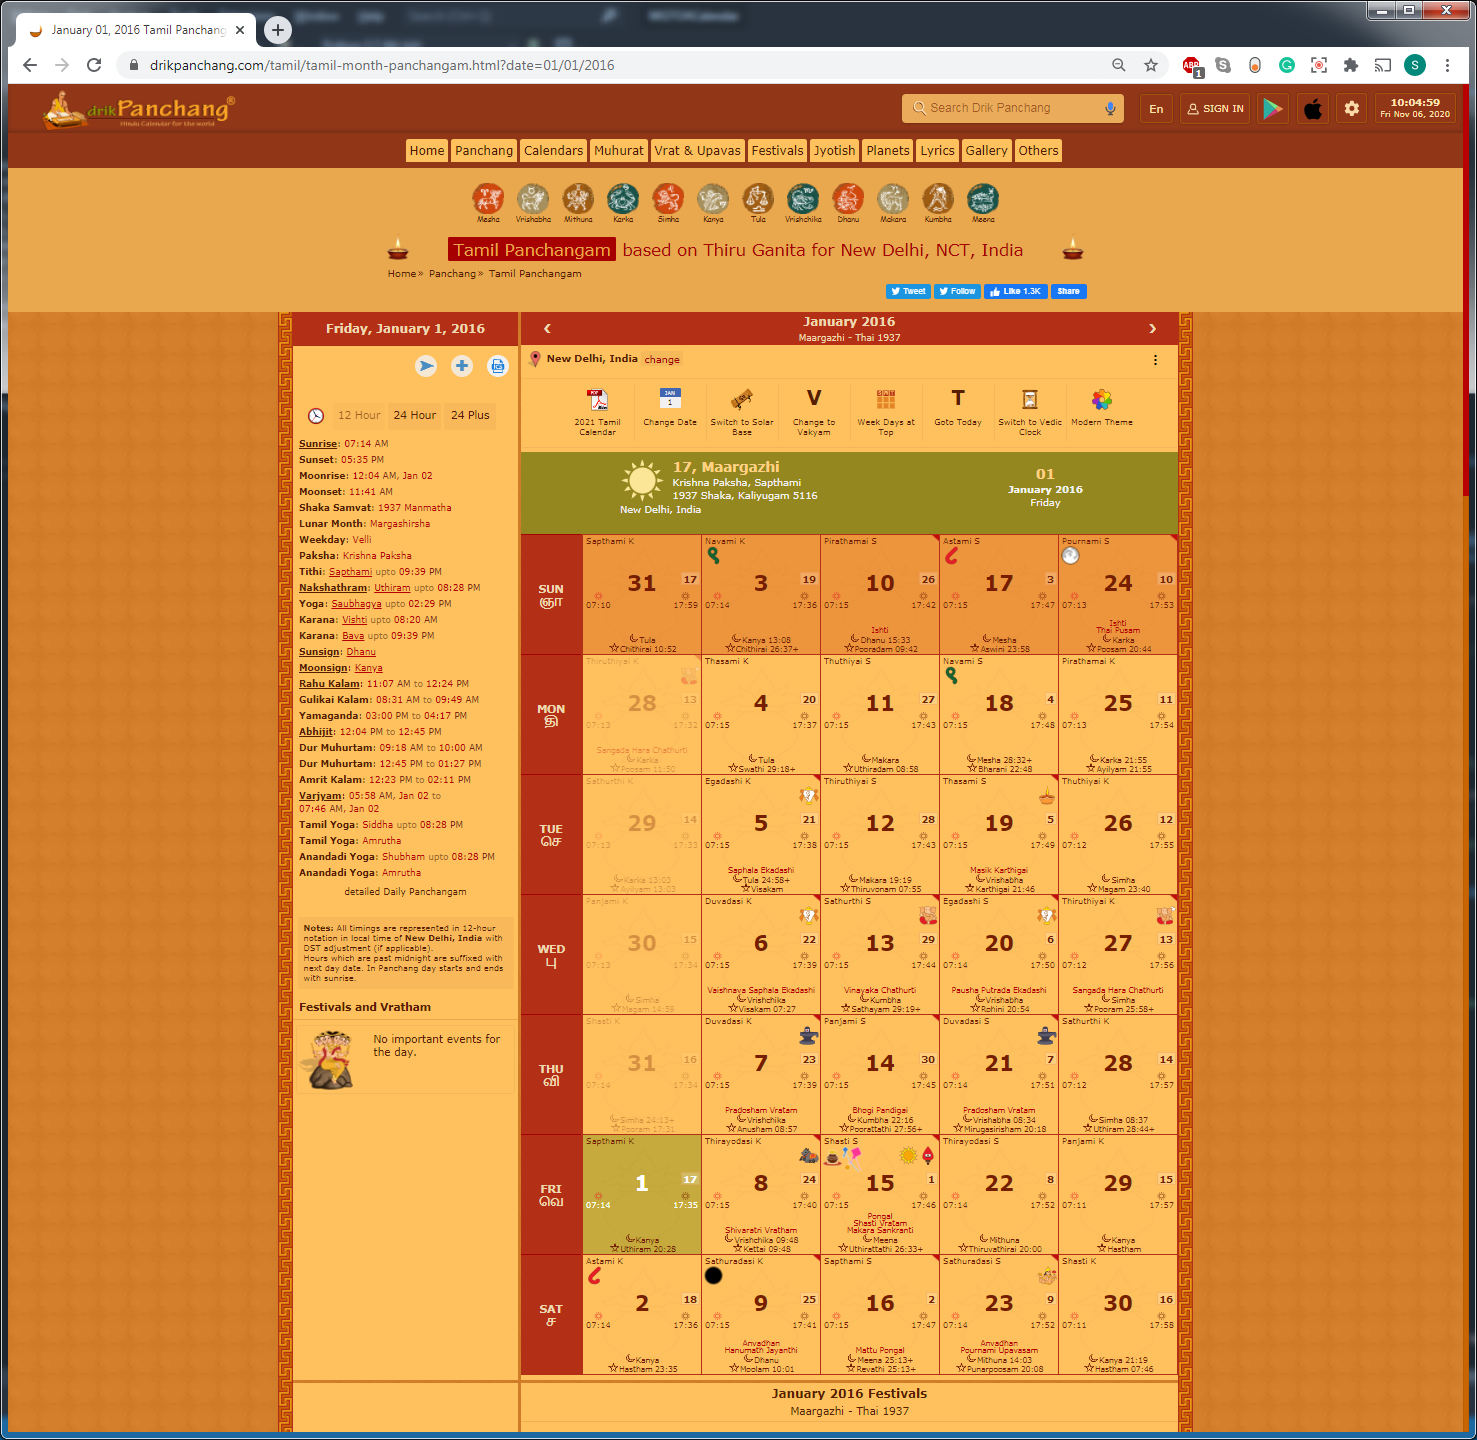 January 01, 2016 Tamil Panchang
drikpanchang.com/tamil/tamil-month-panchangam.html?date=01/01/2016
ABP 1 S
drikPanchang®
Hindu Calendar for the world
Search Drik Panchang
En
SIGN IN
10:04:59
Fri Nov 06, 2020
Home Panchang Calendars Muhurat Vrat & Upavas Festivals Jyotish Planets Lyrics Gallery Others
Mesha Vrishabha Mithuna Karka Simha Kanya Tula Vrishchika Dhanu Makara Kumbha Meena
Tamil Panchangam based on Thiru Ganita for New Delhi, NCT, India
Home» Panchang» Tamil Panchangam
Tweet Follow Like 1.3K Share
Friday, January 1, 2016
12 Hour 24 Hour 24 Plus
Sunrise: 07:14 AM
Sunset: 05:35 PM
Moonrise: 12:04 AM, Jan 02
Moonset: 11:41 AM
Shaka Samvat: 1937 Manmatha
Lunar Month: Margashirsha
Weekday: Velli
Paksha: Krishna Paksha
Tithi: Sapthami upto 09:39 PM
Nakshathram: Uthiram upto 08:28 PM
Yoga: Saubhagya upto 02:29 PM
Karana: Vishti upto 08:20 AM
Karana: Bava upto 09:39 PM
Sunsign: Dhanu
Moonsign: Kanya
Rahu Kalam: 11:07 AM to 12:24 PM
Gulikai Kalam: 08:31 AM to 09:49 AM
Yamaganda: 03:00 PM to 04:17 PM
Abhijit: 12:04 PM to 12:45 PM
Dur Muhurtam: 09:18 AM to 10:00 AM
Dur Muhurtam: 12:45 PM to 01:27 PM
Amrit Kalam: 12:23 PM to 02:11 PM
Varjyam: 05:58 AM, Jan 02 to
07:46 AM, Jan 02
Tamil Yoga: Siddha upto 08:28 PM
Tamil Yoga: Amrutha
Anandadi Yoga: Shubham upto 08:28 PM
Anandadi Yoga: Amrutha
detailed Daily Panchangam
Notes: All timings are represented in 12-hour
notation in local time of New Delhi, India with
DST adjustment (if applicable).
Hours which are past midnight are suffixed with
next day date. In Panchang day starts and ends
with sunrise.
Festivals and Vratham
No important events for
the day.
January 2016
Maargazhi - Thai 1937
New Delhi, India change
2021 Tamil Calendar
Change Date
Switch to Solar Base
Change to Vakyam
Week Days at Top
Goto Today
Switch to Vedic Clock
Modern Theme
17, Maargazhi
Krishna Paksha, Sapthami
1937 Shaka, Kaliyugam 5116
New Delhi, India
01
January 2016
Friday
Sapthami K Navami K Pirathamai S Astami S Pournami S
SUN 31 17 3 19 10 26 17 3 24 10
ஞா
07:10 17:59 07:14 17:36 07:15 17:42 07:15 17:47 07:13 17:53
Ishti Ishti
Thai Pusam
Tula Kanya 13:08 Dhanu 15:33 Mesha Karka
Chithirai 10:52 Chithirai 26:37+ Pooradam 09:42 Aswini 23:58 Poosam 20:44
Thiruthiyai K Thasami K Thuthiyai S Navami S Pirathamai K
MON 28 13 4 20 11 27 18 4 25 11
தி
07:13 17:32 07:15 17:37 07:15 17:43 07:15 17:48 07:13 17:54
Sangada Hara Chathurti
Karka Tula Makara Mesha 28:32+ Karka 21:55
Poosam 11:50 Swathi 29:18+ Uthiradam 08:58 Bharani 22:48 Ayilyam 21:55
Sathurthi K Egadashi K Thiruthiyai S Thasami S Thuthiyai K
TUE 29 14 5 21 12 28 19 5 26 12
செ
07:13 17:33 07:15 17:38 07:15 17:43 07:15 17:49 07:12 17:55
Saphala Ekadashi Masik Karthigai
Karka 13:03 Tula 24:58+ Makara 19:19 Vrishabha Simha
Ayilyam 13:03 Visakam Thiruvonam 07:55 Karthigai 21:46 Magam 23:40
Panjami K Duvadasi K Sathurthi S Egadashi S Thiruthiyai K
WED 30 15 6 22 13 29 20 6 27 13
பு
07:13 17:34 07:15 17:39 07:15 17:44 07:14 17:50 07:12 17:56
Vaishnava Saphala Ekadashi Vinayaka Chathurti Pausha Putrada Ekadashi Sangada Hara Chathurti
Simha Vrishchika Kumbha Vrishabha Simha
Magam 14:59 Visakam 07:27 Sathayam 29:19+ Rohini 20:54 Pooram 25:58+
Shasti K Duvadasi K Panjami S Duvadasi S Sathurthi K
THU 31 16 7 23 14 30 21 7 28 14
வி
07:14 17:34 07:15 17:39 07:15 17:45 07:14 17:51 07:12 17:57
Pradosham Vratam Bhogi Pandigai Pradosham Vratam
Simha 24:13+ Vrishchika Kumbha 22:16 Vrishabha 08:34 Simha 08:37
Pooram 17:31 Anusham 08:57 Poorattathi 27:56+ Mirugasirisham 20:18 Uthiram 28:44+
Sapthami K Thirayodasi K Shasti S Thirayodasi S Panjami K
FRI 1 17 8 24 15 1 22 8 29 15
வெ
07:14 17:35 07:15 17:40 07:15 17:46 07:14 17:52 07:11 17:57
Pongal
Shasti Vratam
Shivaratri Vratham Makara Sankranti
Kanya Vrishchika 09:48 Meena Mithuna Kanya
Uthiram 20:28 Kettai 09:48 Uthirattathi 26:33+ Thiruvathirai 20:00 Hastham
Astami K Sathuradasi K Sapthami S Sathuradasi S Shasti K
SAT 2 18 9 25 16 2 23 9 30 16
ச
07:14 17:36 07:15 17:41 07:15 17:47 07:14 17:52 07:11 17:58
Anvadhan Anvadhan
Hanumath Jayanthi Mattu Pongal Pournami Upavasam
Kanya Dhanu Meena 25:13+ Mithuna 14:03 Kanya 21:19
Hastham 23:35 Moolam 10:01 Revathi 25:13+ Punarpoosam 20:08 Hastham 07:46
January 2016 Festivals
Maargazhi - Thai 1937